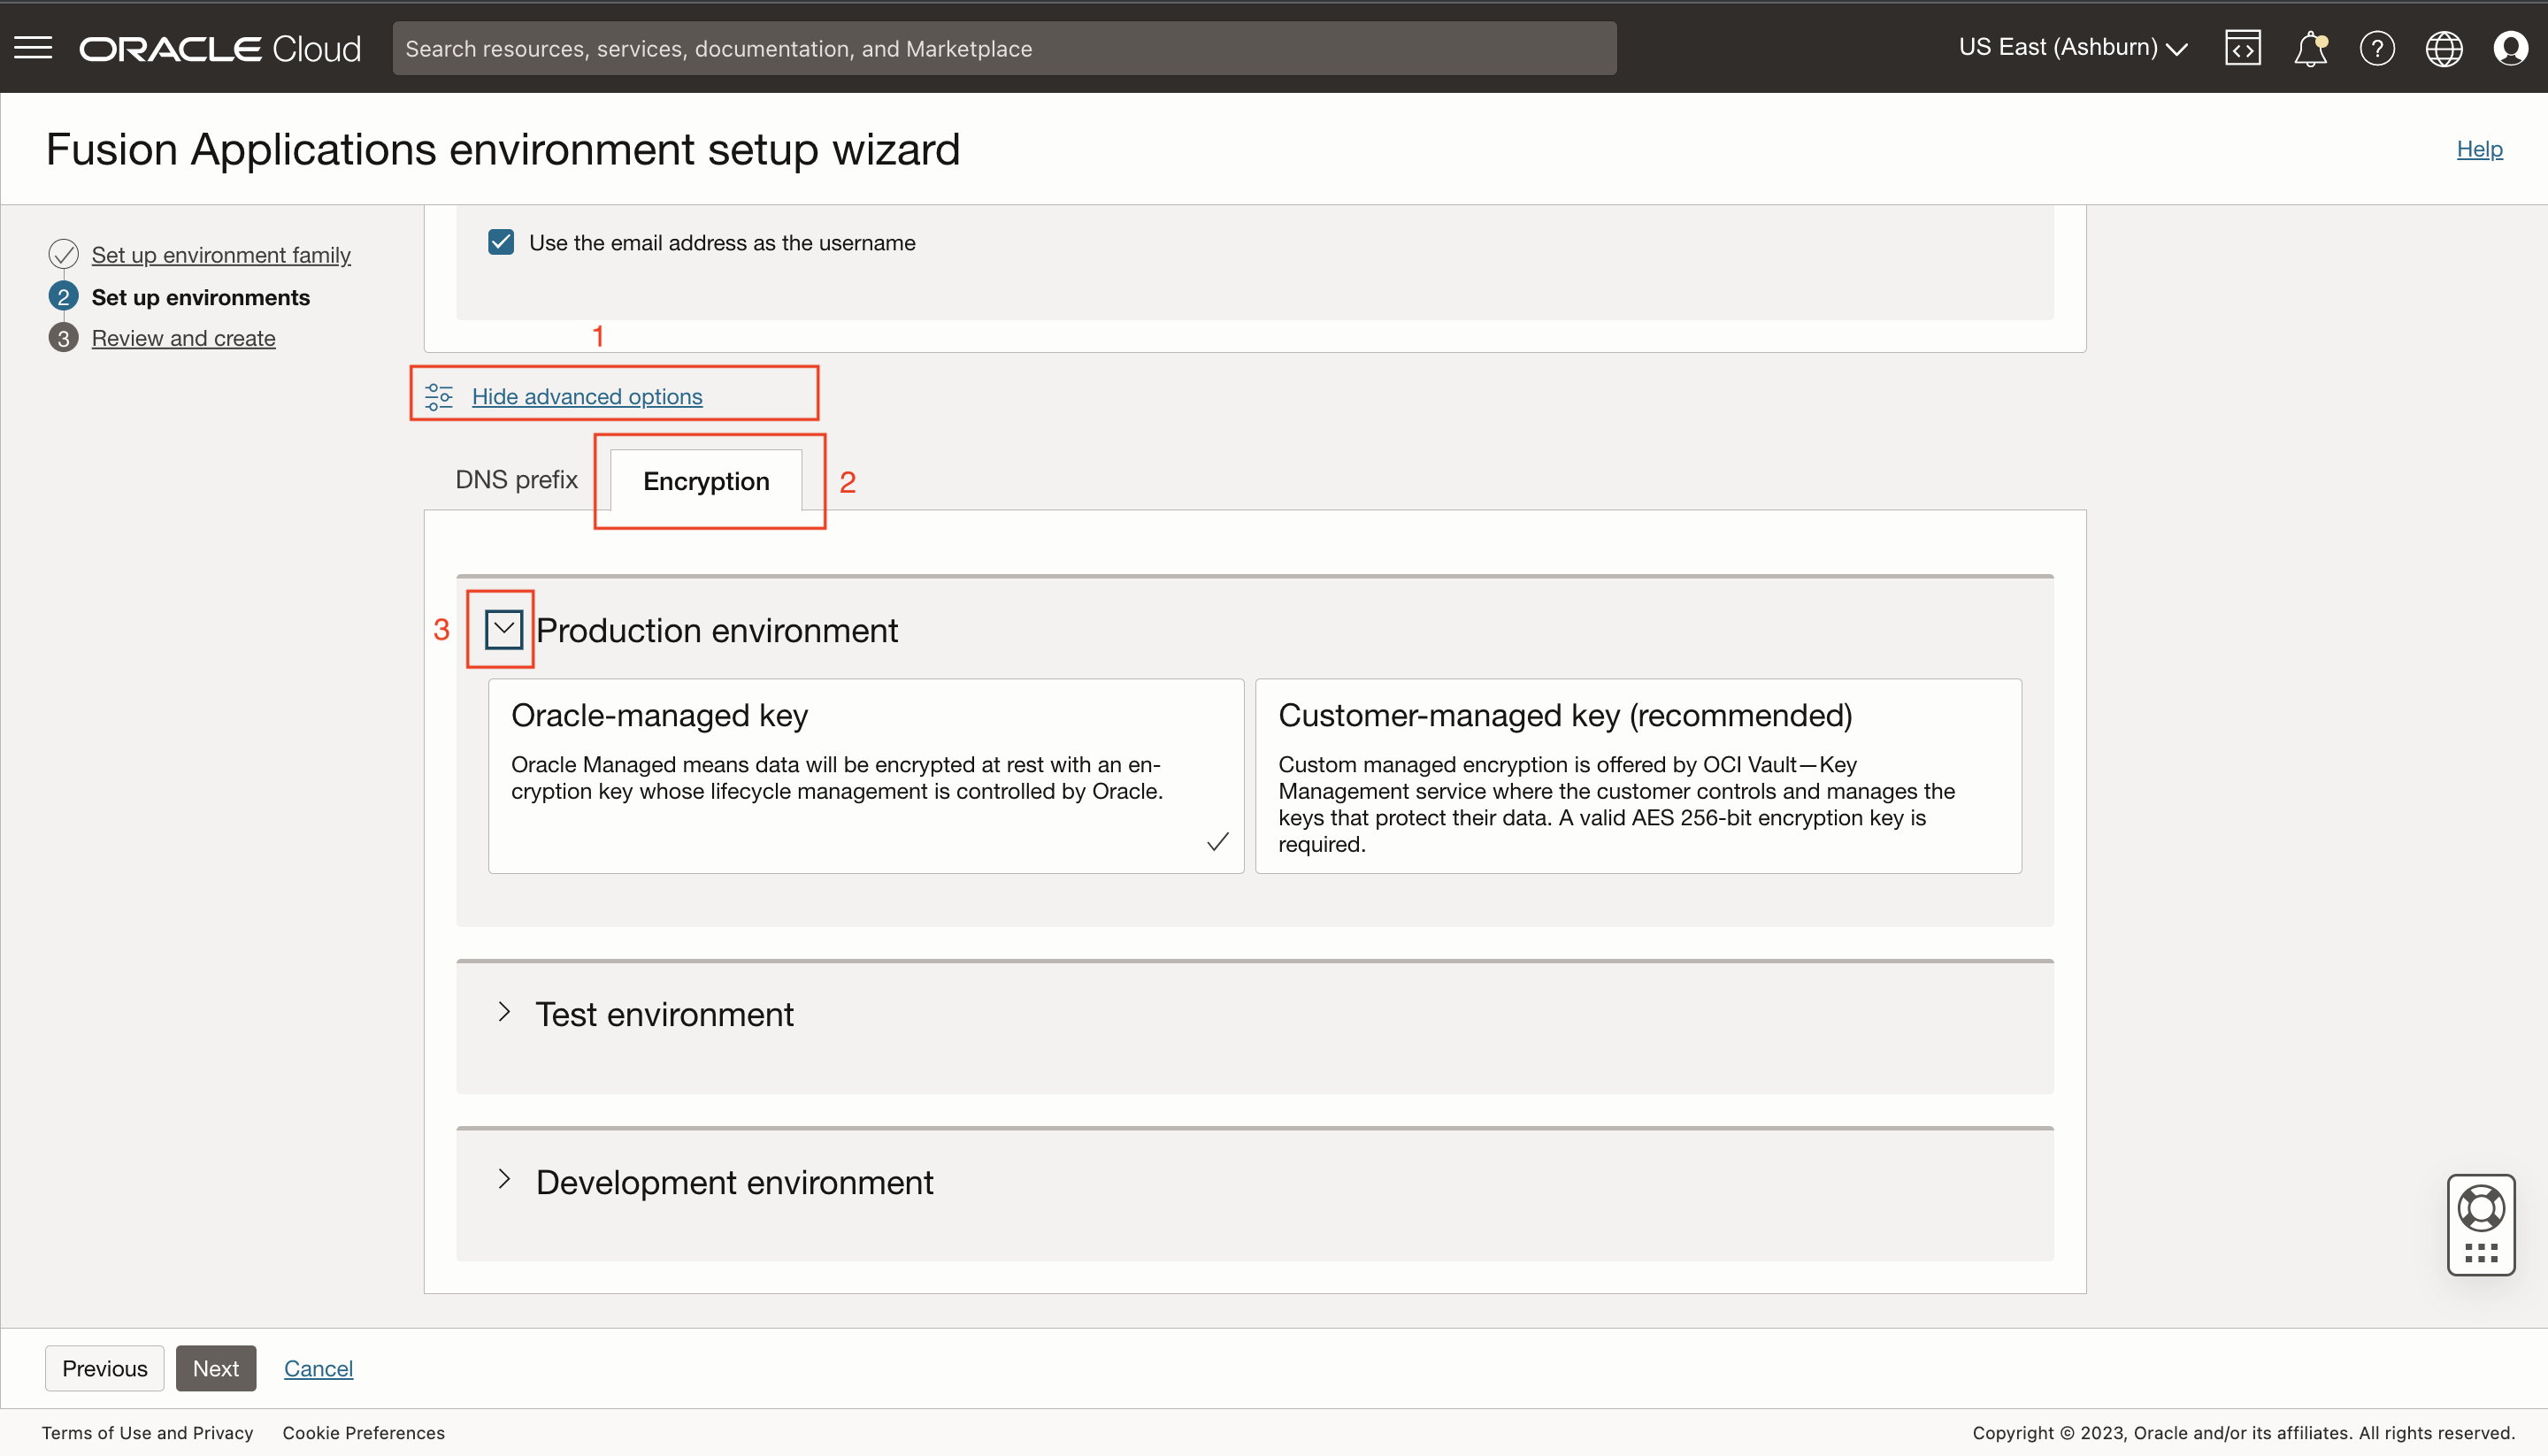 ORACLE Cloud
Search resources, services, documentation, and Marketplace
US East (Ashburn)
Fusion Applications environment setup wizard
Help
Set up environment family
2 Set up environments
3 Review and create
Use the email address as the username
1
Hide advanced options
DNS prefix
Encryption
2
3
Production environment
Oracle-managed key
Oracle Managed means data will be encrypted at rest with an en-
cryption key whose lifecycle management is controlled by Oracle.
Customer-managed key (recommended)
Custom managed encryption is offered by OCI Vault—Key
Management service where the customer controls and manages the
keys that protect their data. A valid AES 256-bit encryption key is
required.
Test environment
Development environment
Previous
Next
Cancel
Terms of Use and Privacy
Cookie Preferences
Copyright © 2023, Oracle and/or its affiliates. All rights reserved.